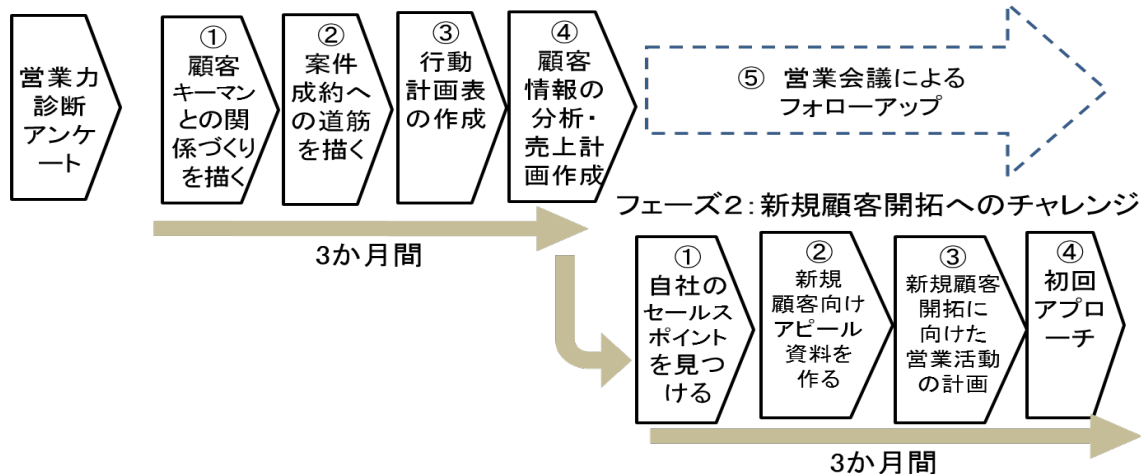 営業力
診断
アンケ
ート
①
顧客
キーマン
との関
係づくり
を描く
②
案件
成約へ
の道筋
を描く
③
行動
計画表
の作成
④
顧客
情報の
分析・
売上計
画作成
⑤ 営業会議による
フォローアップ
3か月間
フェーズ2:新規顧客開拓へのチャレンジ
①
自社の
セールス
ポイント
を見つ
ける
②
新規
顧客向け
アピール
資料を
作る
③
新規顧客
開拓に
向けた
営業活動
の計画
④
初回
アプロ
ーチ
3か月間